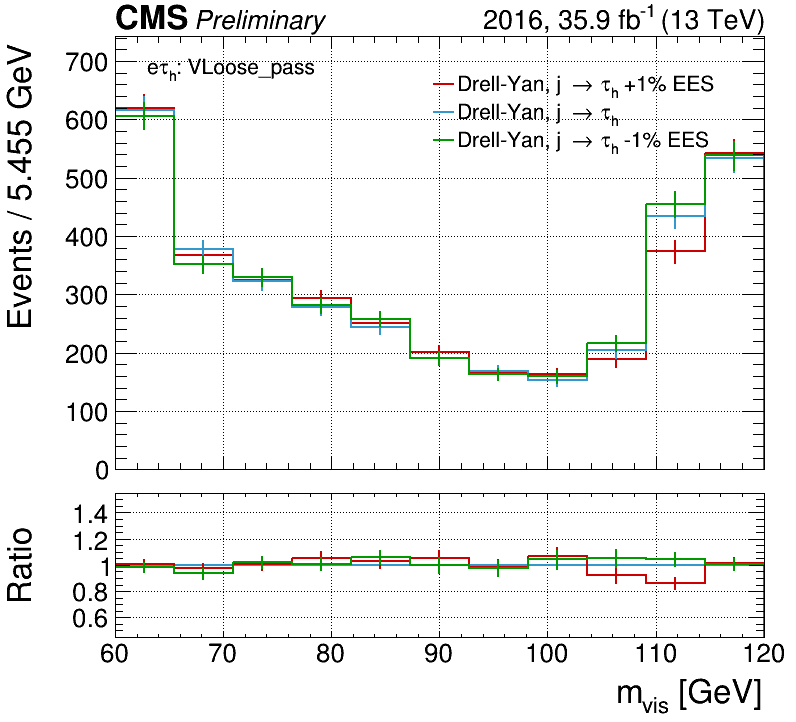 CMS Preliminary 2016, 35.9 fb⁻¹ (13 TeV)
eτh: VLoose_pass
Drell-Yan, j → τh +1% EES
Drell-Yan, j → τh
Drell-Yan, j → τh -1% EES
Events / 5.455 GeV
700
600
500
400
300
200
100
0
Ratio
1.4
1.2
1
0.8
0.6
60 70 80 90 100 110 120
mvis [GeV]